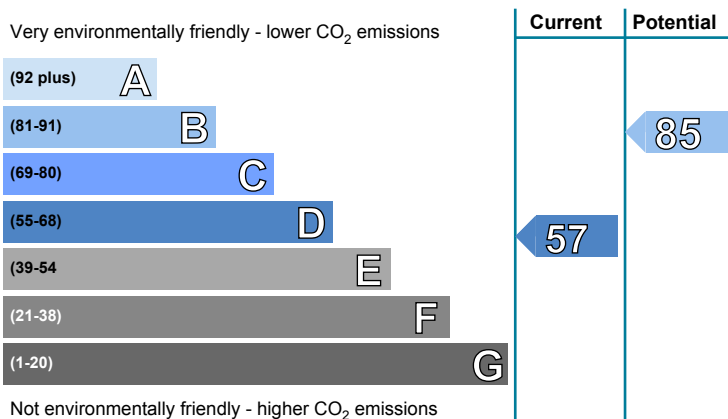 Very environmentally friendly - lower CO2 emissions
Current
Potential
(92 plus) A
(81-91) B
85
(69-80) C
(55-68) D
57
(39-54 E
(21-38) F
(1-20) G
Not environmentally friendly - higher CO2 emissions